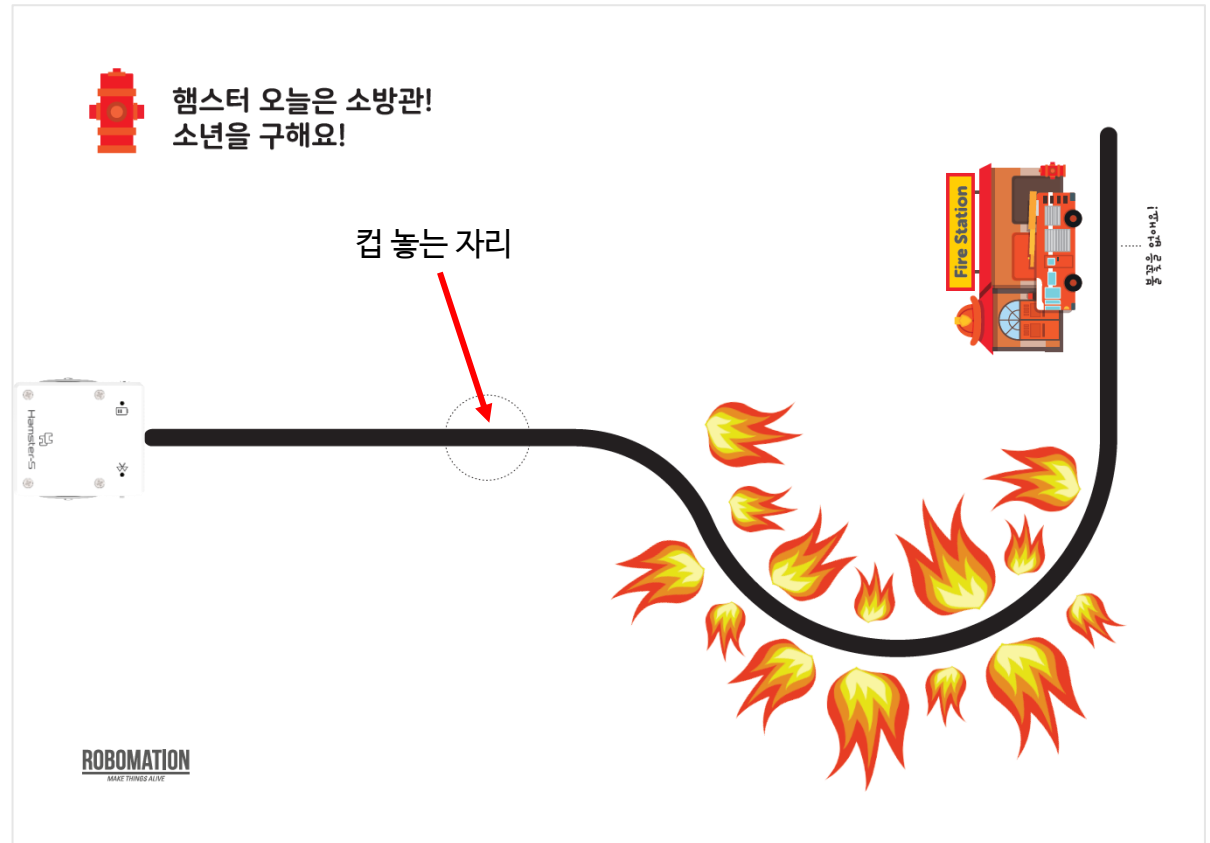 햄스터 오늘은 소방관!
소년을 구해요!
컵 놓는 자리
Fire Station
Hamster-S
ROBOMATION
MAKE THINGS ALIVE